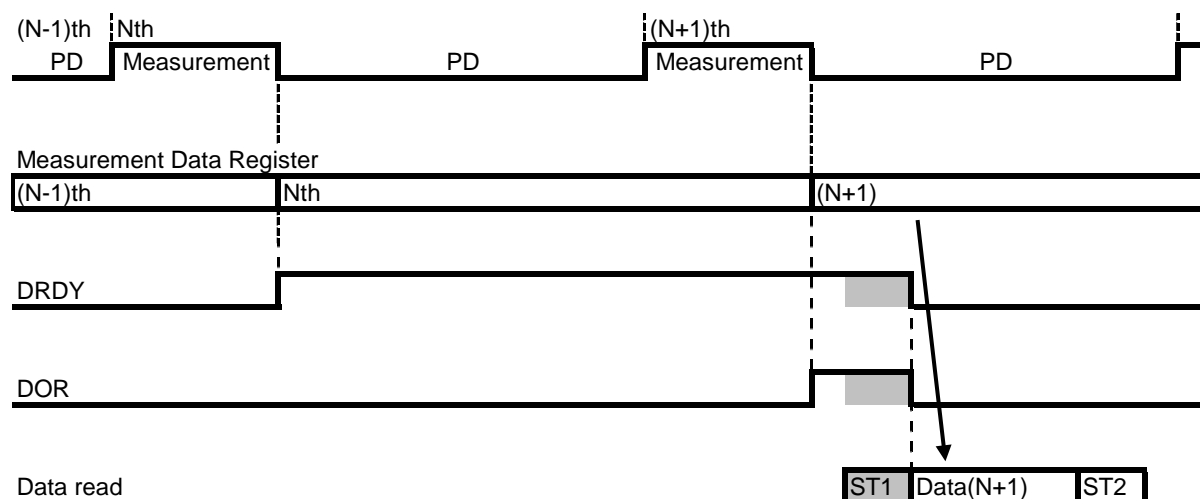 (N-1)th Nth (N+1)th
PD Measurement PD Measurement PD
Measurement Data Register
(N-1)th Nth (N+1)
DRDY
DOR
Data read ST1 Data(N+1) ST2